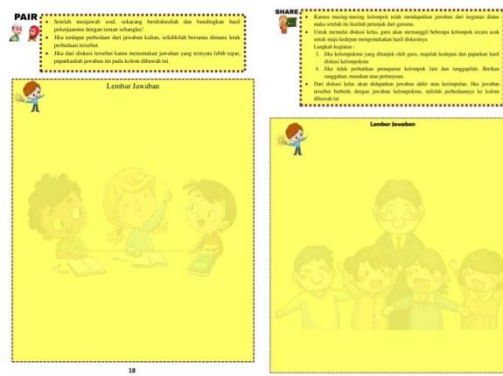 PAIR
• Setelah menjawab soal, sekarang berdiskusilah dan bandingkan hasil
pekerjaanmu dengan teman sebangku!
• Jika terdapat perbedaan dari jawaban kalian, selidikilah bersama dimana letak
perbedaan tersebut.
• Jika dari diskusi tersebut kamu menemukan jawaban yang ternyata lebih tepat,
paparkanlah jawaban itu pada kolom dibawah ini.
Lembar Jawaban
18
SHARE
• Karena masing-masing kelompok telah mendapatkan jawaban dari kegiatan
maka setelah itu ikutilah petunjuk dari gurumu.
• Untuk memulai diskusi kelas, guru akan memanggil beberapa kelompok secara acak
untuk maju kedepan mengemukakan hasil diskusinya.
Langkah kegiatan :
3. Jika kelompokmu yang ditunjuk oleh guru, majulah kedepan dan paparkan hasil
diskusi kelompokmu
4. Jika tidak perhatikan pemaparan kelompok lain dan tanggapilah. Berikan
sanggahan, masukan atau pertanyaan.
• Dari diskusi kelas akan didapatkan jawaban akhir atau kesimpulan. Jika jawaban
tersebut berbeda dengan jawaban kelompokmu, tulislah perbedaannya ke kolom
dibawah ini
Lembar Jawaban